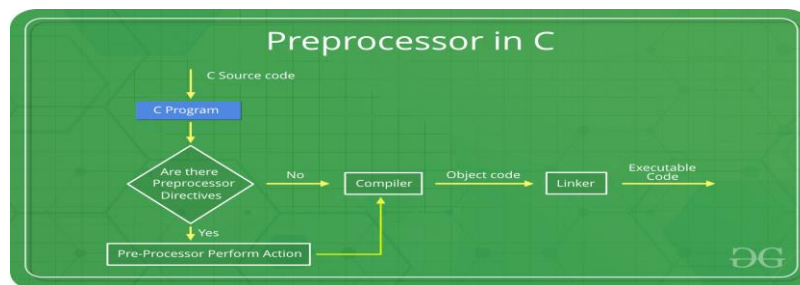 Preprocessor in C
C Source code
C Program
Are there
Preprocessor
Directives
No
Compiler
Object code
Linker
Executable
Code
Yes
Pre-Processor Perform Action